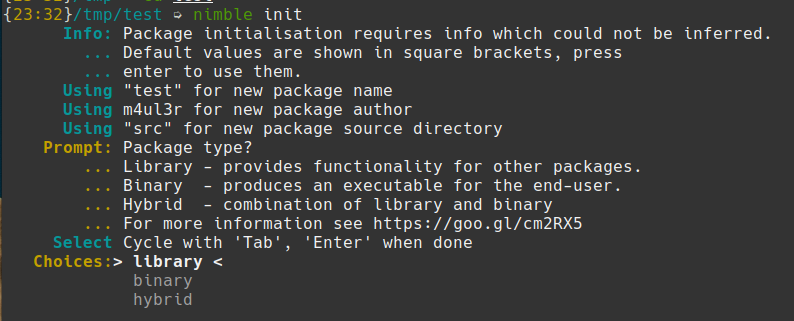 {23:32}/tmp/test ➭ nimble init
Info: Package initialisation requires info which could not be inferred.
... Default values are shown in square brackets, press
... enter to use them.
Using "test" for new package name
Using m4ul3r for new package author
Using "src" for new package source directory
Prompt: Package type?
... Library - provides functionality for other packages.
... Binary  - produces an executable for the end-user.
... Hybrid  - combination of library and binary
... For more information see https://goo.gl/cm2RX5
Select Cycle with 'Tab', 'Enter' when done
Choices:> library <
binary
hybrid